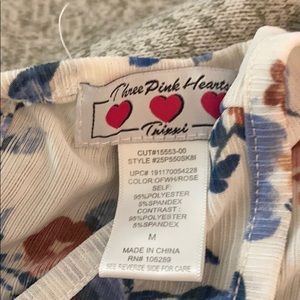 Three Pink Hearts
Trixxi
CUT#15553-00
STYLE #25P550SK8I
UPC# 191170054228
COLOR:OFWH/ROSE
SELF:
95%POLYESTER
5%SPANDEX
CONTRAST:
95%POLYESTER
5%SPANDEX
M
MADE IN CHINA
RN# 105289
SEE REVERSE SIDE FOR CARE